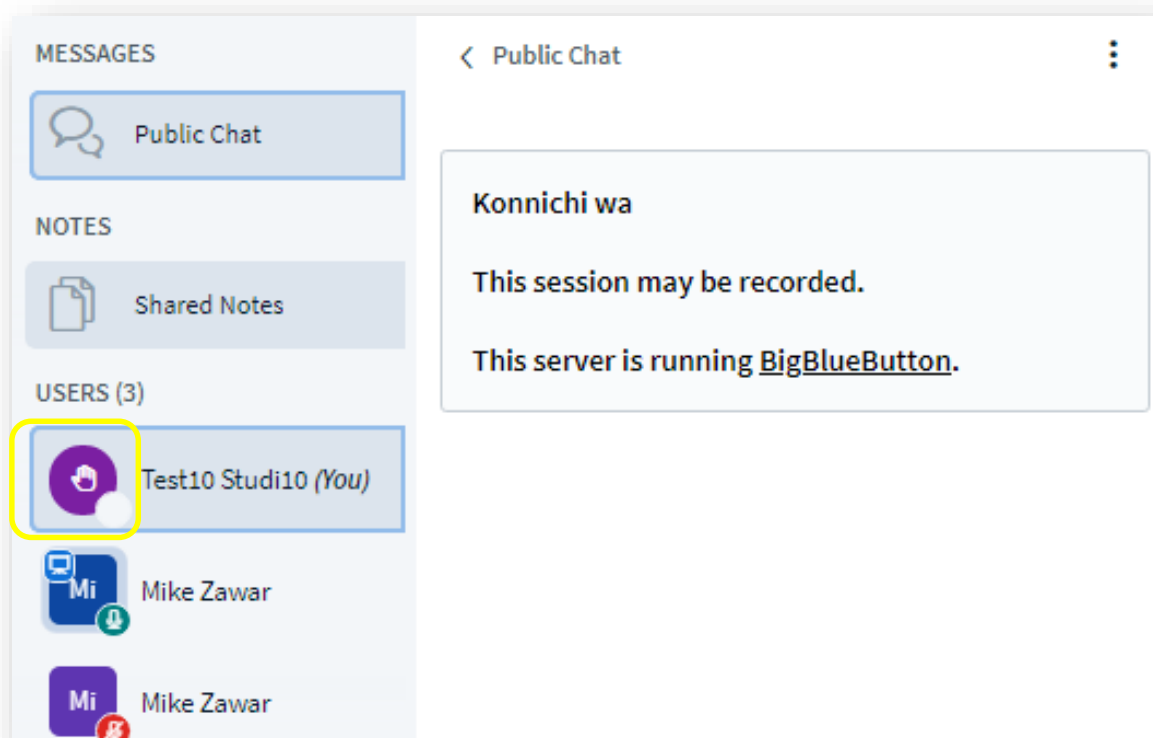 MESSAGES
Public Chat
NOTES
Shared Notes
USERS (3)
Test10 Studi10 (You)
Mi
Mike Zawar
Mi
Mike Zawar
Public Chat
Konnichi wa
This session may be recorded.
This server is running BigBlueButton.